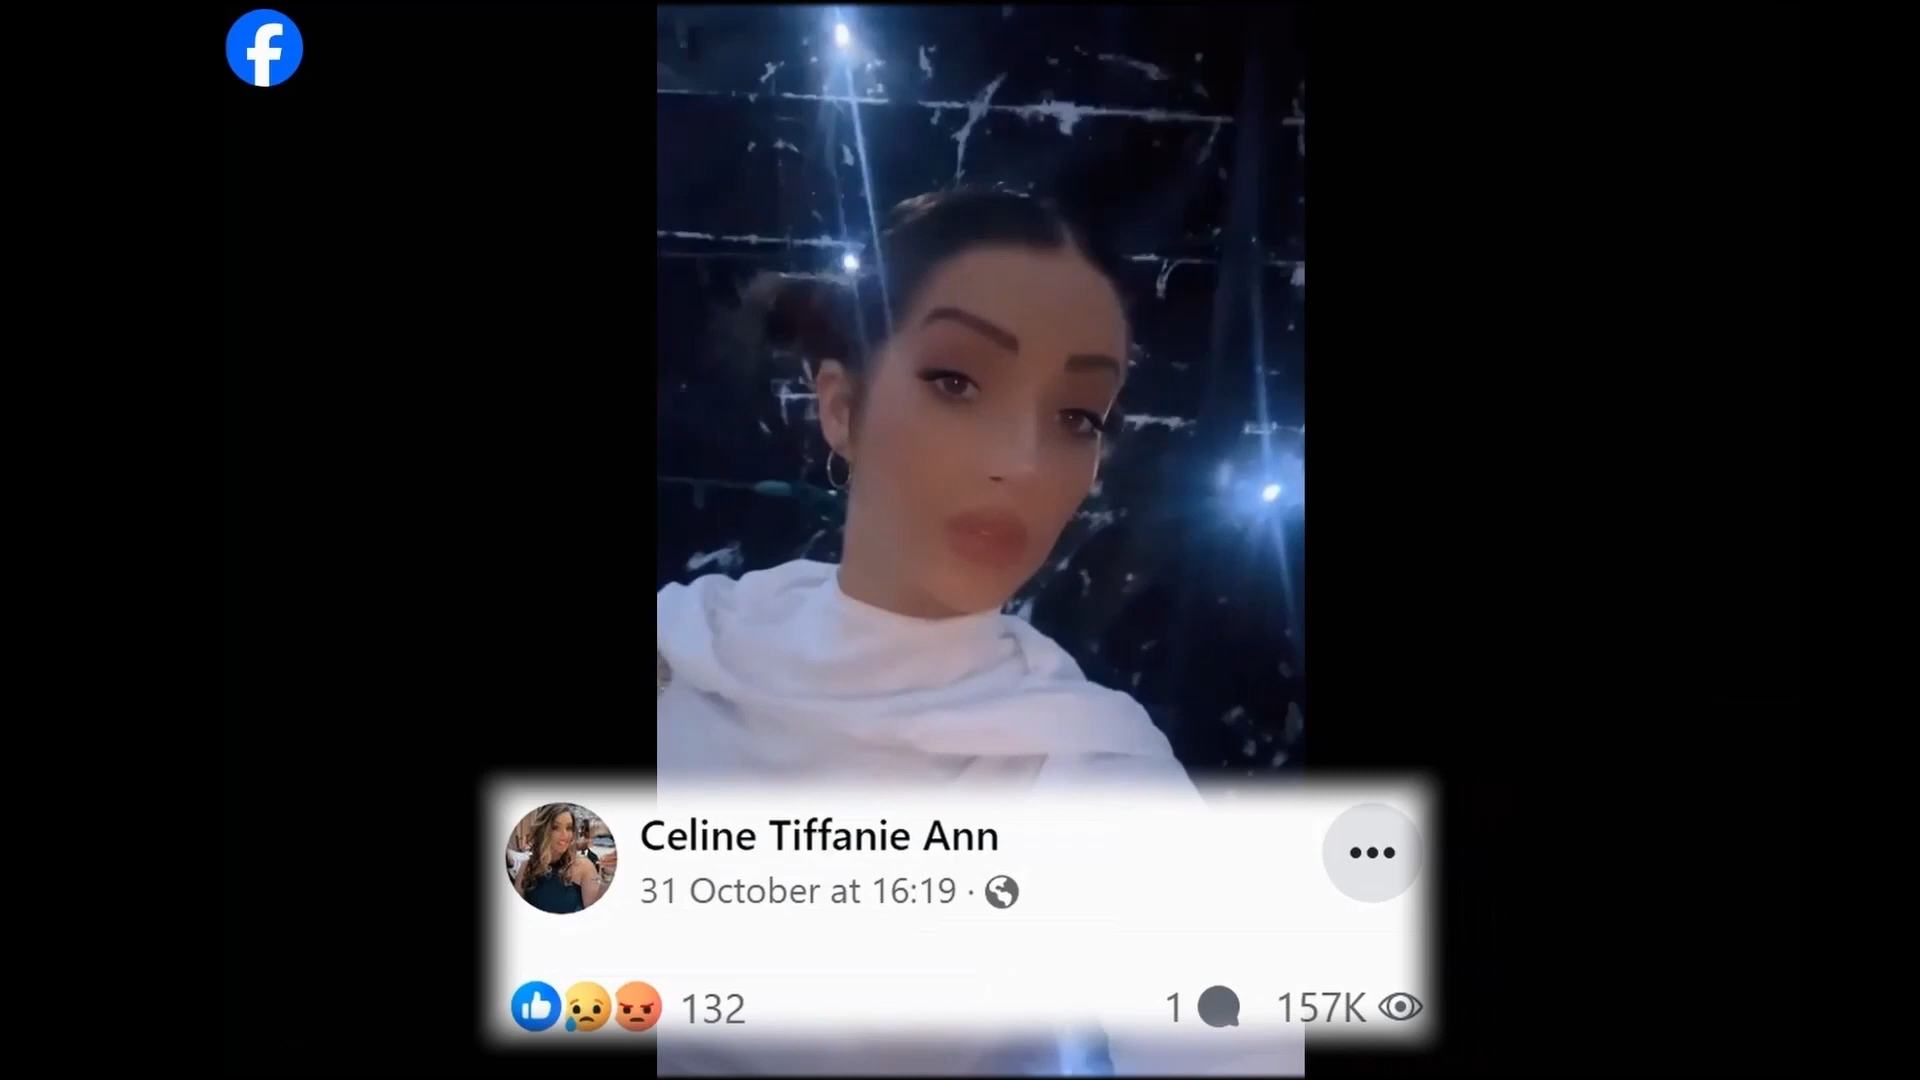 Celine Tiffanie Ann
31 October at 16:19 ·
132
1
157K